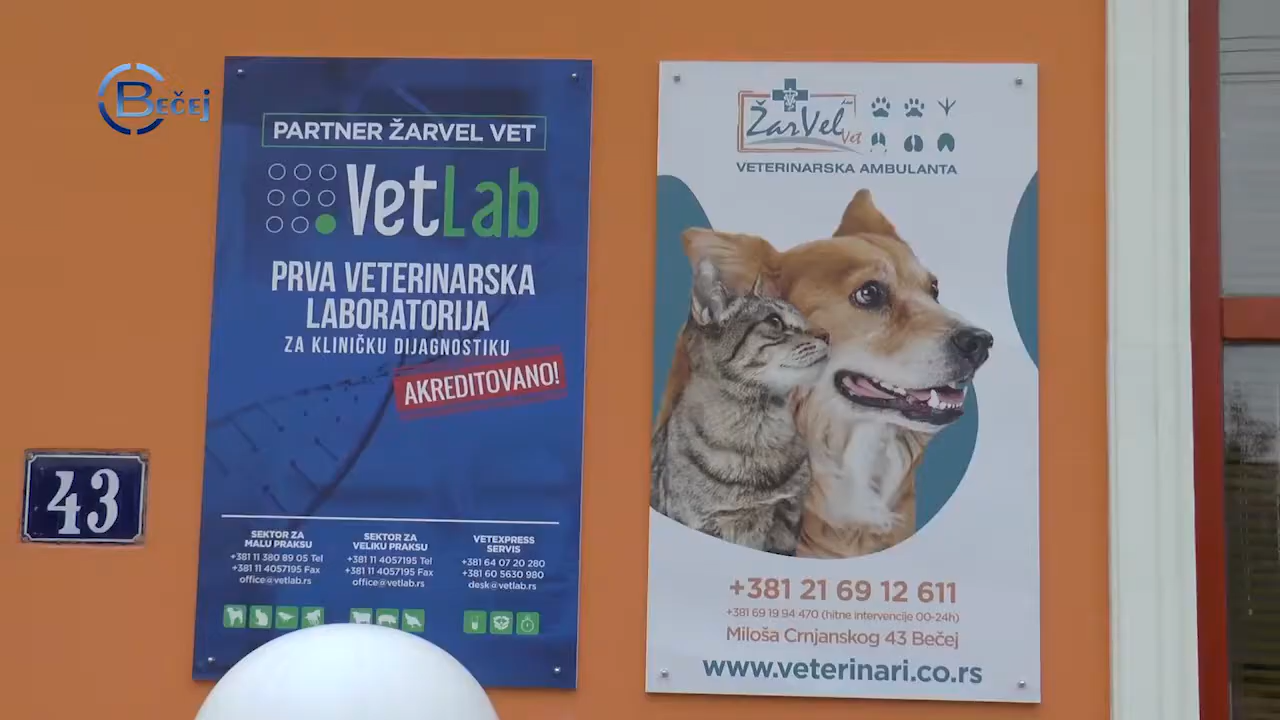 BEČEJ
43
PARTNER ŽARVEL VET
VetLab
PRVA VETERINARSKA
LABORATORIJA
ZA KLINIČKU DIJAGNOSTIKU
AKREDITOVANO!
SEKTOR ZA
MALU PRAKSU
+381 11 380 89 05 Tel
+381 11 4057195 Fax
office@vetlab.rs
SEKTOR ZA
VELIKU PRAKSU
+381 11 4057195 Tel
+381 11 4057195 Fax
office@vetlab.rs
VETEXPRESS
SERVIS
+381 64 07 20 280
+381 60 5630 980
desk@vetlab.rs
ŽarVel
Vet
VETERINARSKA AMBULANTA
+381 21 69 12 611
+381 69 19 94 470 (hitne intervencije 00-24h)
Miloša Crnjanskog 43 Bečej
www.veterinari.co.rs